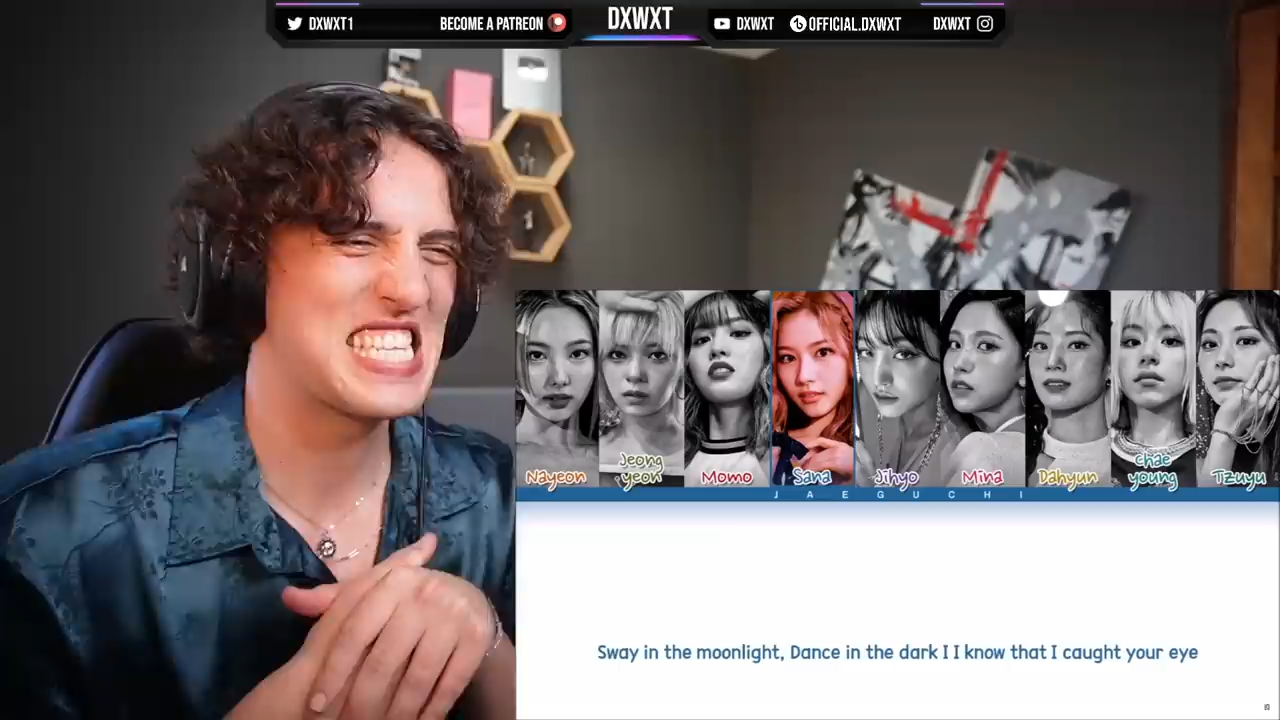 DXWXT1
BECOME A PATREON
DXWXT
DXWXT
OFFICIAL.DXWXT
DXWXT
Nayeon
Jeong
yeon
Momo
Sana
Jihyo
Mina
Dahyun
chae
young
Tzuyu
JAEGUCHI
Sway in the moonlight, Dance in the dark I I know that I caught your eye